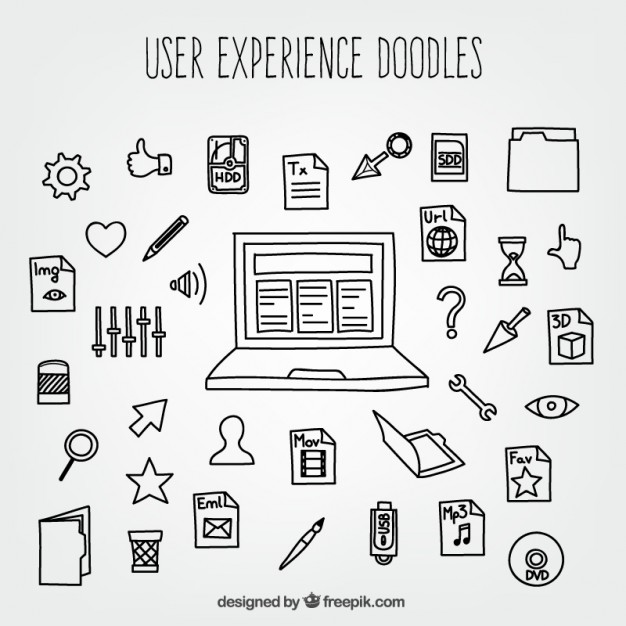 USER EXPERIENCE DOODLES
HDD
Tx
SDD
Url
Img
3D
Mov
Fav
Eml
USB
Mp3
DVD
designed by freepik.com